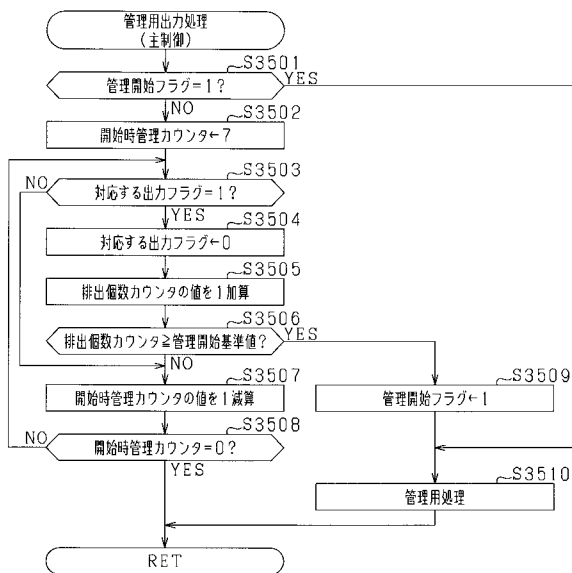 管理用出力処理
(主制御)
S3501
管理開始フラグ=1?
YES
NO
S3502
開始時管理カウンタ←7
S3503
NO
対応する出力フラグ=1?
YES
S3504
対応する出力フラグ←0
S3505
排出個数カウンタの値を1加算
S3506
排出個数カウンタ≧管理開始基準値?
YES
NO
S3507
開始時管理カウンタの値を1減算
S3509
管理開始フラグ←1
S3508
NO
開始時管理カウンタ=0?
YES
S3510
管理用処理
RET